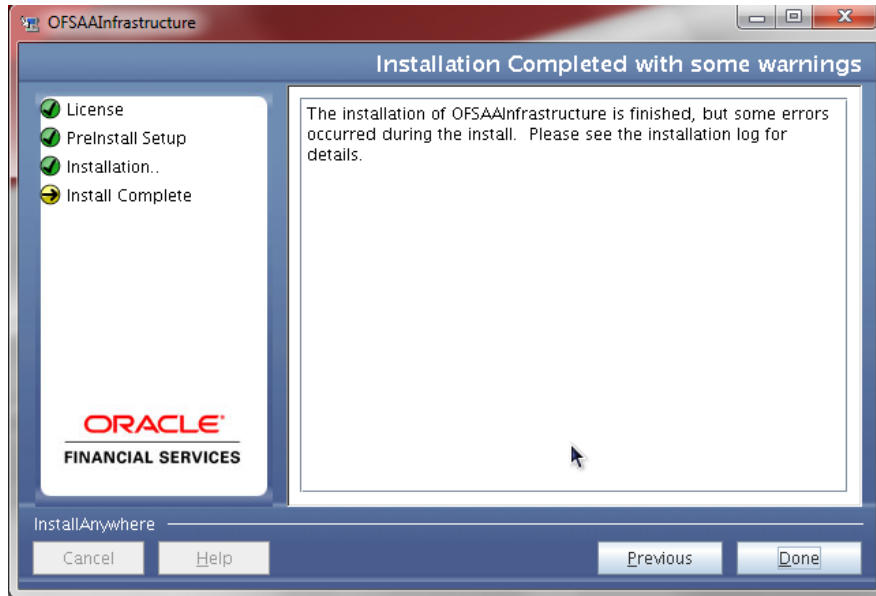 OFSAAInfrastructure
Installation Completed with some warnings
License
PreInstall Setup
Installation..
Install Complete
The installation of OFSAAInfrastructure is finished, but some errors
occurred during the install.  Please see the installation log for
details.
ORACLE®
FINANCIAL SERVICES
InstallAnywhere
Cancel
Help
Previous
Done